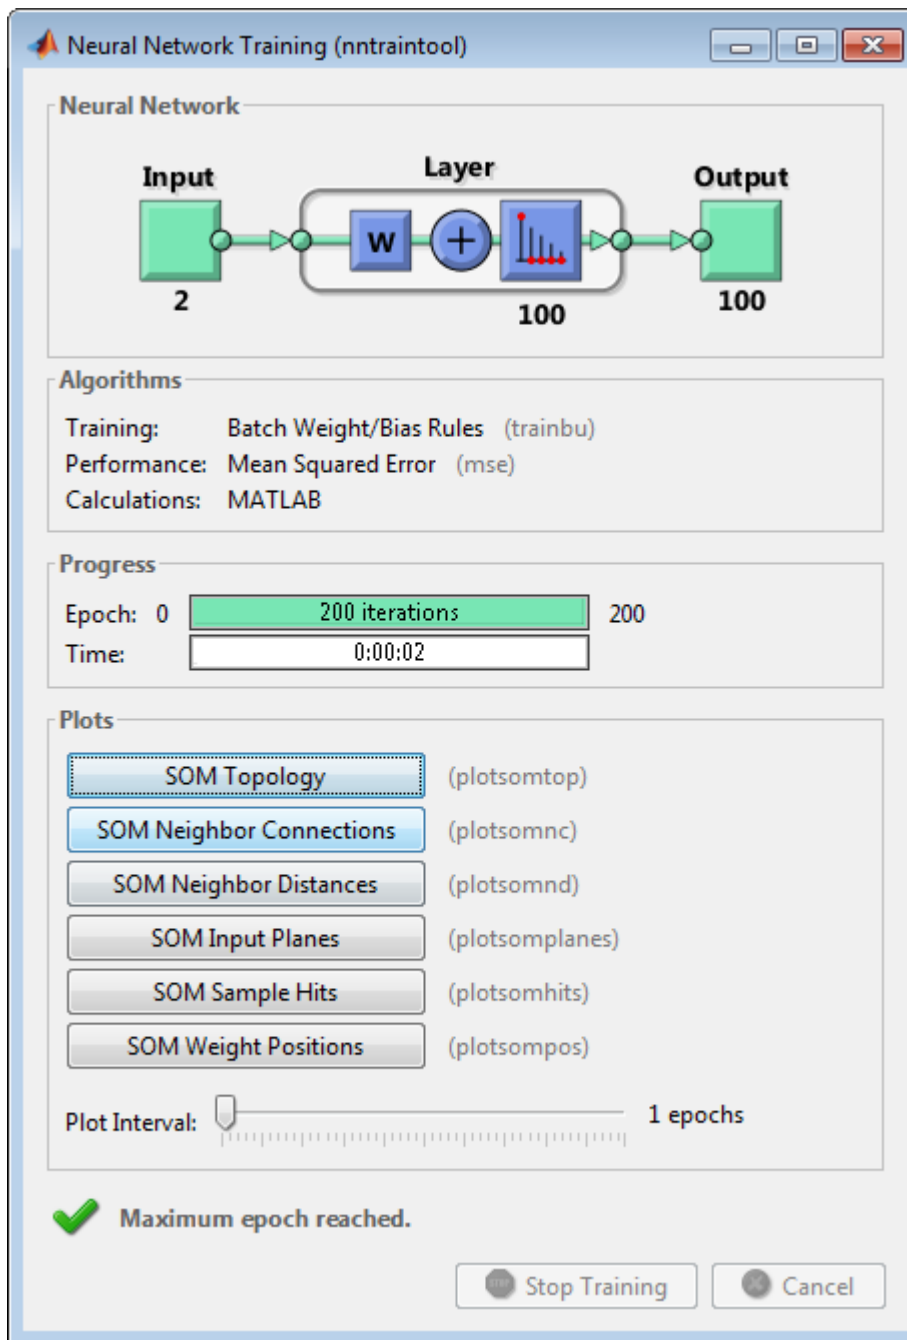 Neural Network Training (nntraintool)
Neural Network
Input Layer Output
W +
2 100 100
Algorithms
Training: Batch Weight/Bias Rules (trainbu)
Performance: Mean Squared Error (mse)
Calculations: MATLAB
Progress
Epoch: 0 200 iterations 200
Time: 0:00:02
Plots
SOM Topology (plotsomtop)
SOM Neighbor Connections (plotsomnc)
SOM Neighbor Distances (plotsomnd)
SOM Input Planes (plotsomplanes)
SOM Sample Hits (plotsomhits)
SOM Weight Positions (plotsompos)
Plot Interval: 1 epochs
Maximum epoch reached.
Stop Training Cancel